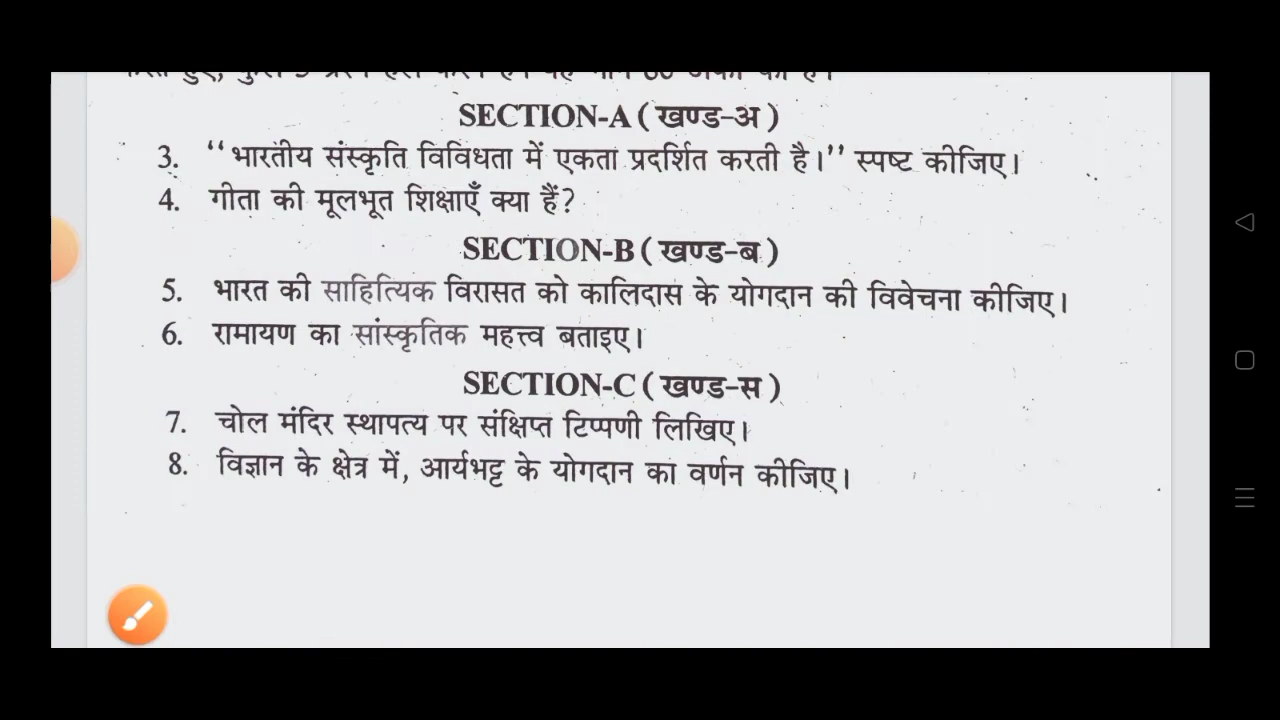 SECTION-A ( खण्ड-अ )
3. ‘‘भारतीय संस्कृति विविधता में एकता प्रदर्शित करती है।’’ स्पष्ट कीजिए।
4. गीता की मूलभूत शिक्षाएँ क्या हैं?
SECTION-B ( खण्ड-ब )
5. भारत की साहित्यिक विरासत को कालिदास के योगदान की विवेचना कीजिए।
6. रामायण का सांस्कृतिक महत्त्व बताइए।
SECTION-C ( खण्ड-स )
7. चोल मंदिर स्थापत्य पर संक्षिप्त टिप्पणी लिखिए।
8. विज्ञान के क्षेत्र में, आर्यभट्ट के योगदान का वर्णन कीजिए।